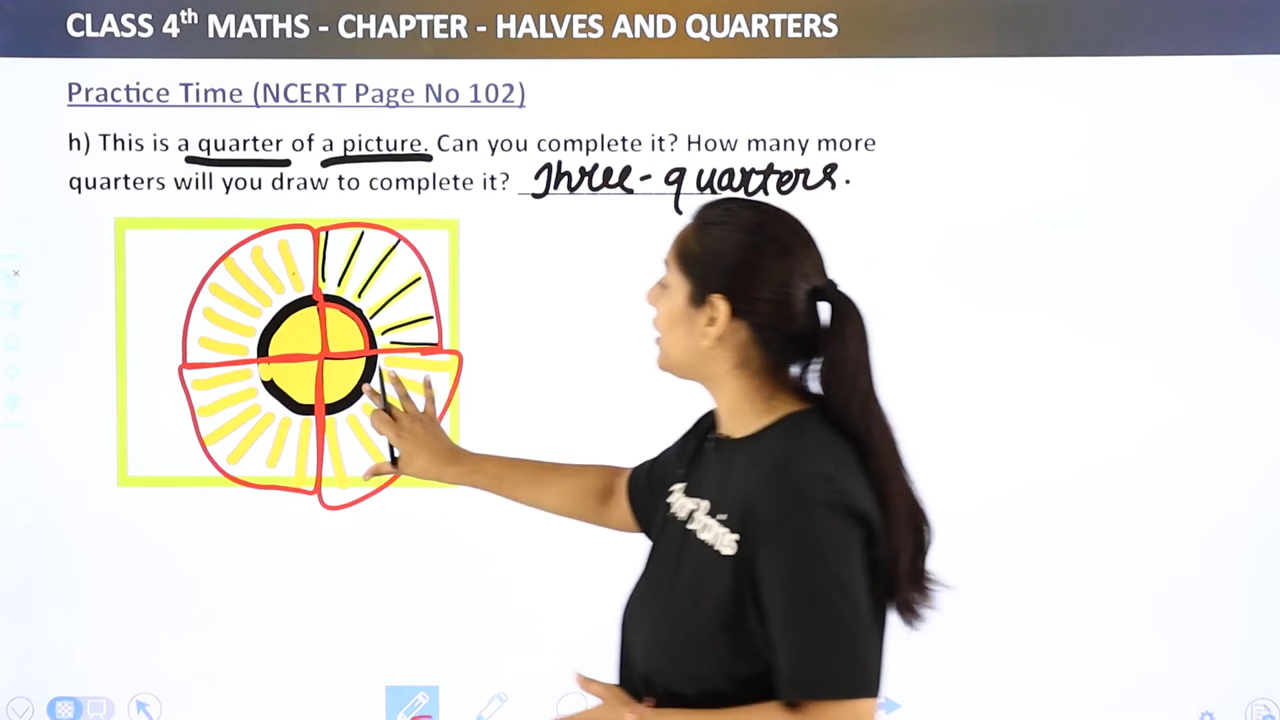 CLASS 4th MATHS - CHAPTER - HALVES AND QUARTERS
Practice Time (NCERT Page No 102)
h) This is a quarter of a picture. Can you complete it? How many more
quarters will you draw to complete it? Three-quarters.